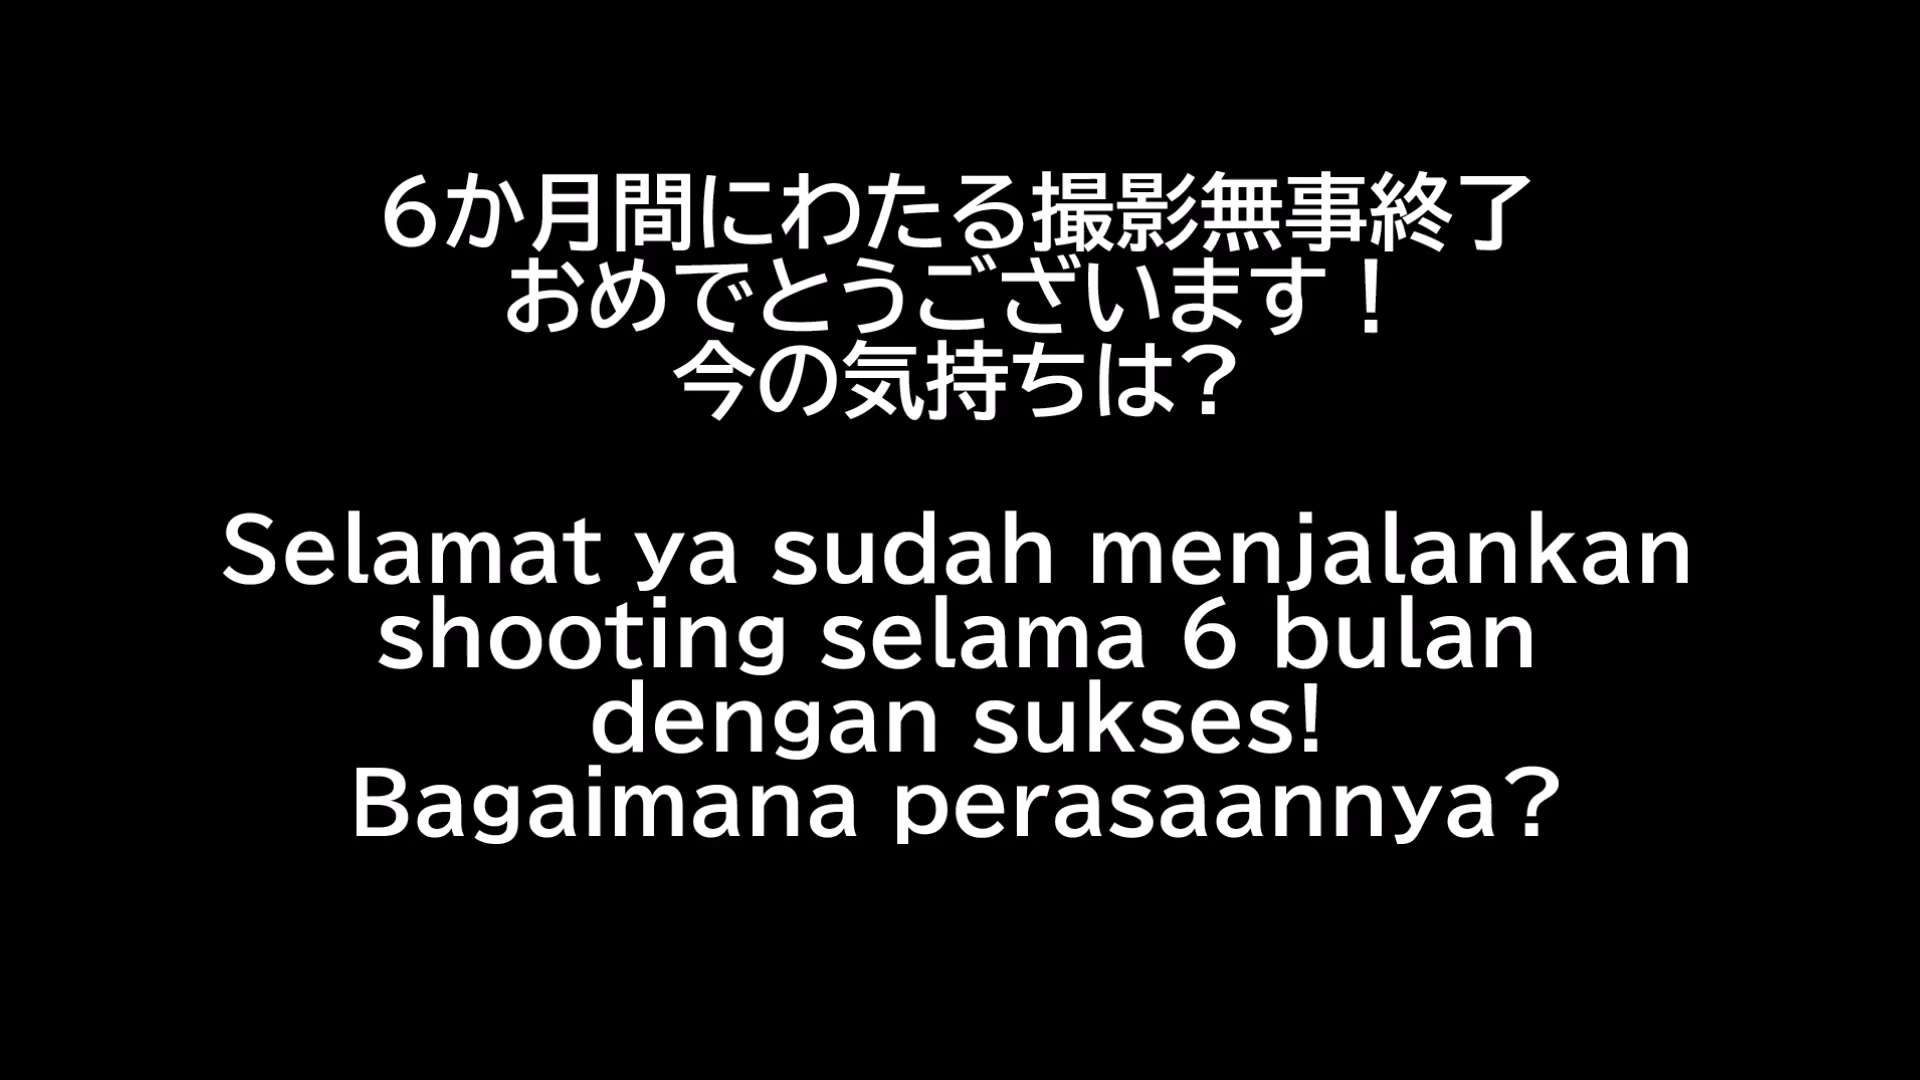 6か月間にわたる撮影無事終了
おめでとうございます！
今の気持ちは？
Selamat ya sudah menjalankan
shooting selama 6 bulan
dengan sukses!
Bagaimana perasaannya?